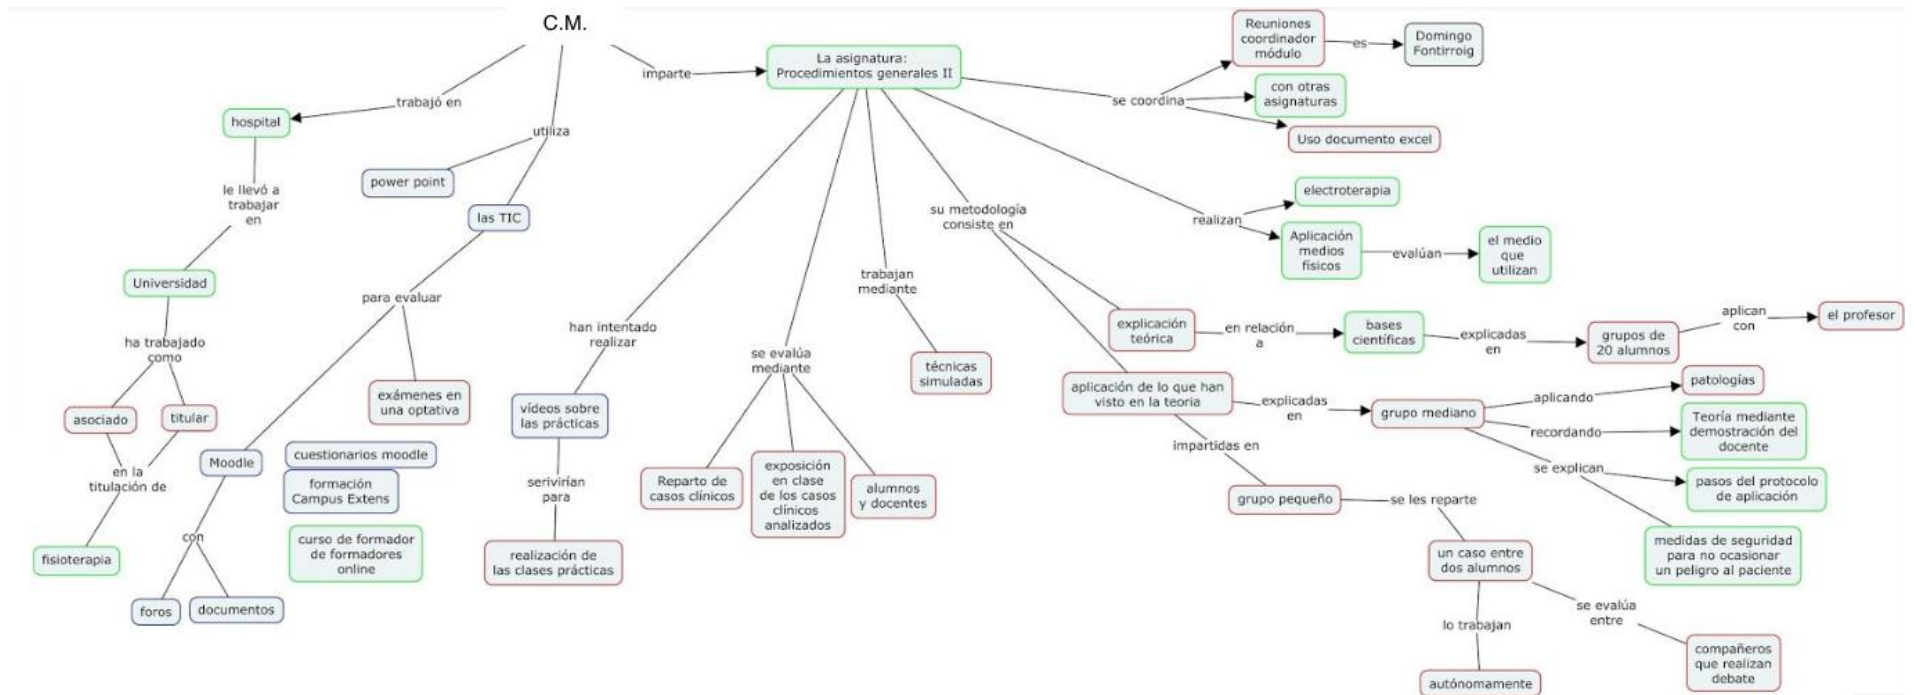 C.M.
trabajó en
hospital
le llevó a
trabajar
en
Universidad
ha trabajado
como
asociado
titular
en la
titulación de
fisioterapia
utiliza
power point
las TIC
para evaluar
exámenes en
una optativa
Moodle
con
foros
documentos
cuestionarios moodle
formación
Campus Extens
curso de formador
de formadores
online
imparte
La asignatura:
Procedimientos generales II
han intentado
realizar
vídeos sobre
las prácticas
serivirían
para
realización de
las clases prácticas
se evalúa
mediante
Reparto de
casos clínicos
exposición
en clase
de los casos
clínicos
analizados
alumnos
y docentes
trabajan
mediante
técnicas
simuladas
su metodología
consiste en
explicación
teórica
en relación
a
bases
científicas
explicadas
en
grupos de
20 alumnos
aplican
con
el profesor
aplicación de lo que han
visto en la teoria
explicadas
en
grupo mediano
aplicando
patologías
recordando
Teoría mediante
demostración del
docente
se explican
pasos del protocolo
de aplicación
medidas de seguridad
para no ocasionar
un peligro al paciente
impartidas en
grupo pequeño
se les reparte
un caso entre
dos alumnos
lo trabajan
autónomamente
se evalúa
entre
compañeros
que realizan
debate
realizan
electroterapia
Aplicación
medios
físicos
evalúan
el medio
que
utilizan
se coordina
Reuniones
coordinador
módulo
es
Domingo
Fontirroig
con otras
asignaturas
Uso documento excel